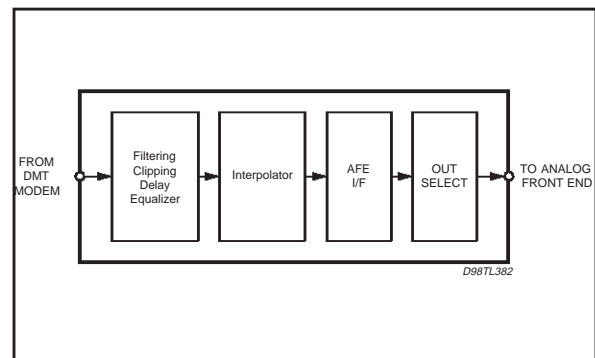 FROM
DMT
MODEM
Filtering
Clipping
Delay
Equalizer
Interpolator
AFE
I/F
OUT
SELECT
TO ANALOG
FRONT END
D98TL382